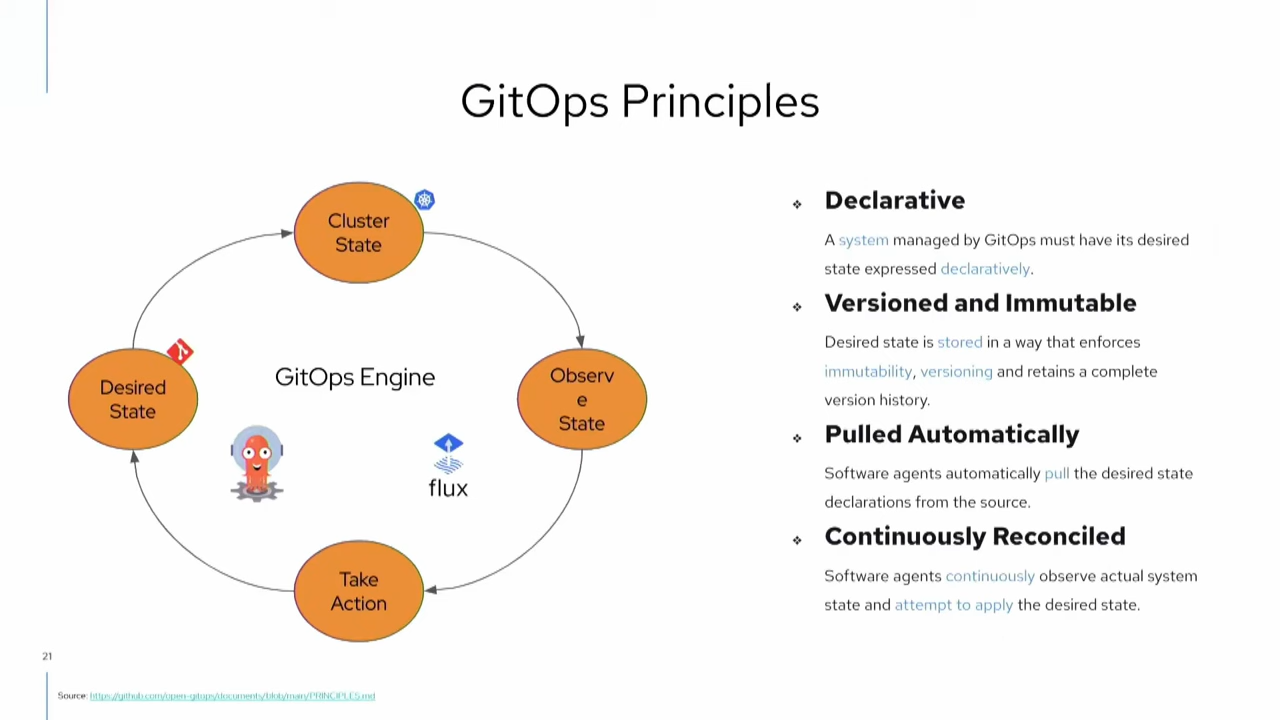 GitOps Principles
Cluster
State
Desired
State
GitOps Engine
Observ
e
State
flux
Take
Action
❖ Declarative
A system managed by GitOps must have its desired
state expressed declaratively.
❖ Versioned and Immutable
Desired state is stored in a way that enforces
immutability, versioning and retains a complete
version history.
❖ Pulled Automatically
Software agents automatically pull the desired state
declarations from the source.
❖ Continuously Reconciled
Software agents continuously observe actual system
state and attempt to apply the desired state.
21
Source: https://github.com/open-gitops/documents/blob/main/PRINCIPLES.md